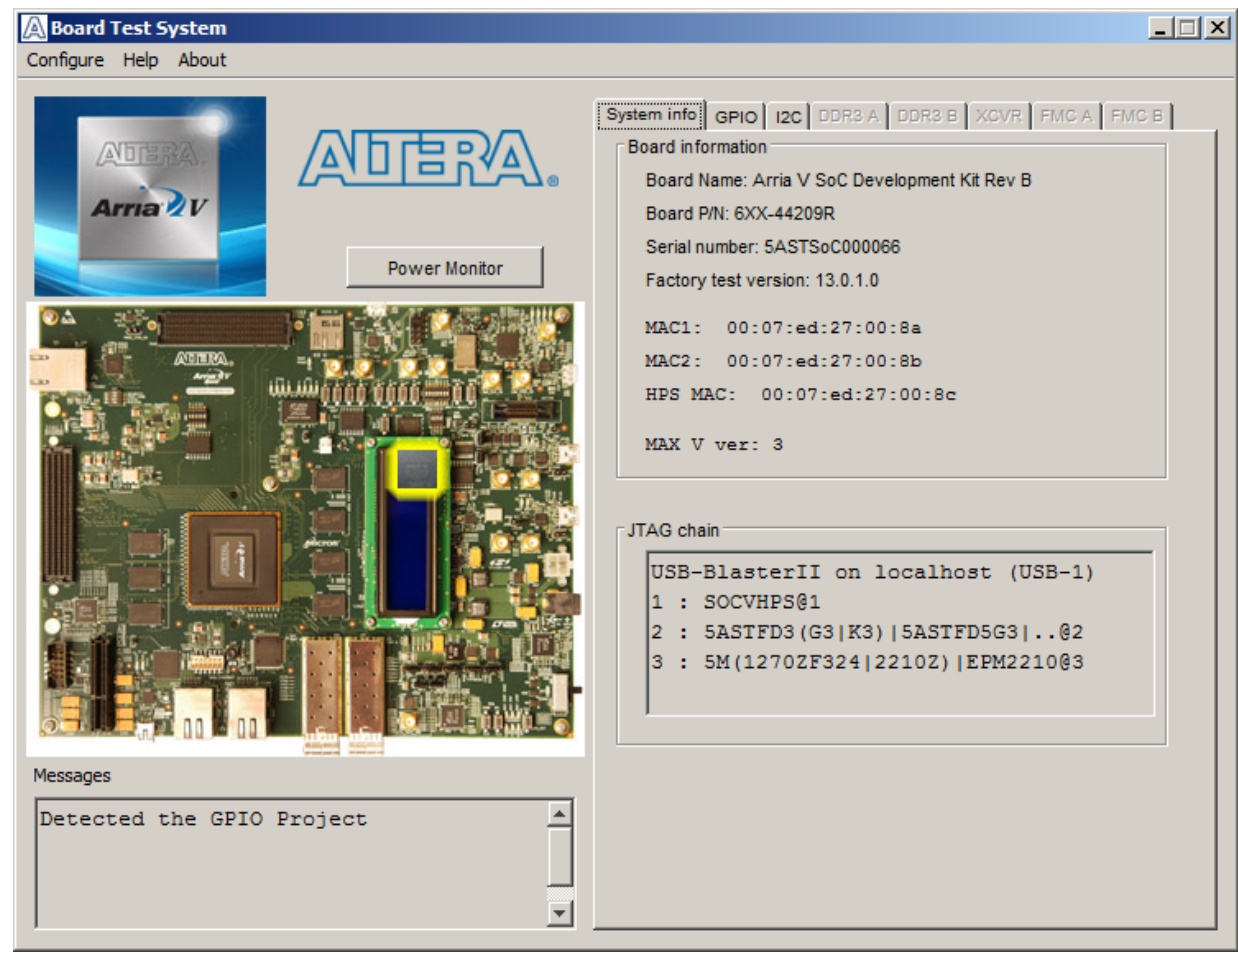 Board Test System
Configure Help About
ALTERA.
Arria V
ALTERA®
Power Monitor
ALTERA.
Arria V
System info GPIO I2C DDR3 A DDR3 B XCVR FMC A FMC B
Board information
Board Name: Arria V SoC Development Kit Rev B
Board P/N: 6XX-44209R
Serial number: 5ASTSoC000066
Factory test version: 13.0.1.0
MAC1: 00:07:ed:27:00:8a
MAC2: 00:07:ed:27:00:8b
HPS MAC: 00:07:ed:27:00:8c
MAX V ver: 3
JTAG chain
USB-BlasterII on localhost (USB-1)
1 : SOCVHPS@1
2 : 5ASTFD3(G3|K3)|5ASTFD5G3|..@2
3 : 5M(1270ZF324|2210Z)|EPM2210@3
Messages
Detected the GPIO Project